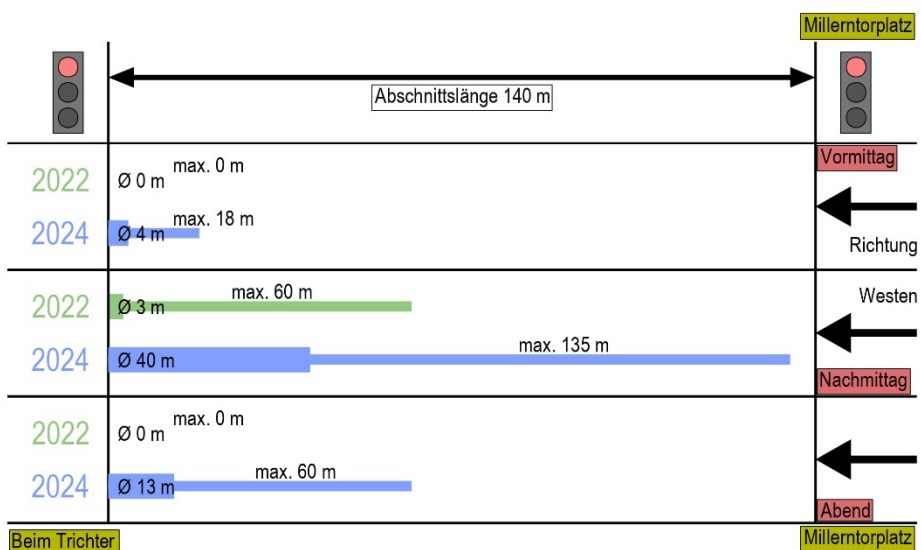 Millerntorplatz
Abschnittslänge 140 m
Vormittag
2022
Ø 0 m
max. 0 m
2024
Ø 4 m
max. 18 m
Richtung
2022
Ø 3 m
max. 60 m
Westen
2024
Ø 40 m
max. 135 m
Nachmittag
2022
Ø 0 m
max. 0 m
2024
Ø 13 m
max. 60 m
Abend
Beim Trichter
Millerntorplatz